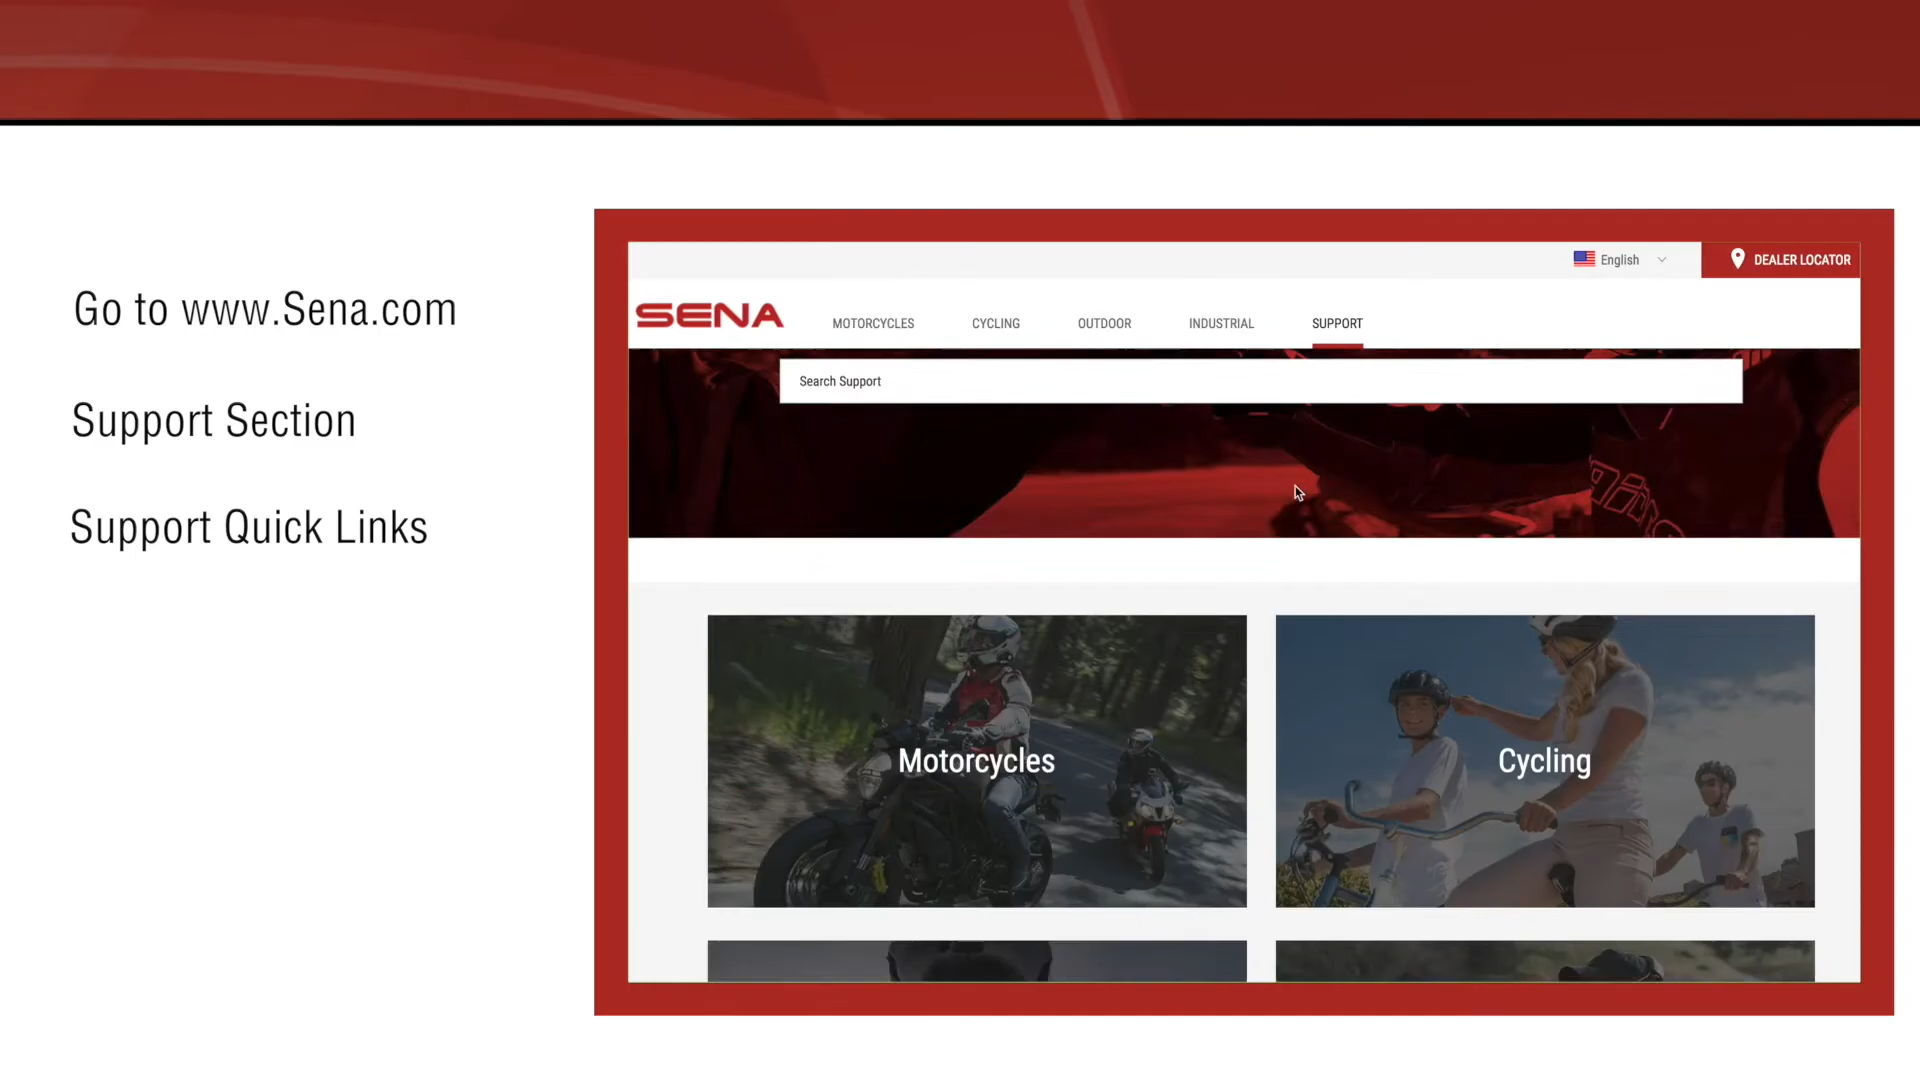 Go to www.Sena.com
Support Section
Support Quick Links
English
DEALER LOCATOR
SENA
MOTORCYCLES
CYCLING
OUTDOOR
INDUSTRIAL
SUPPORT
Search Support
Motorcycles
Cycling